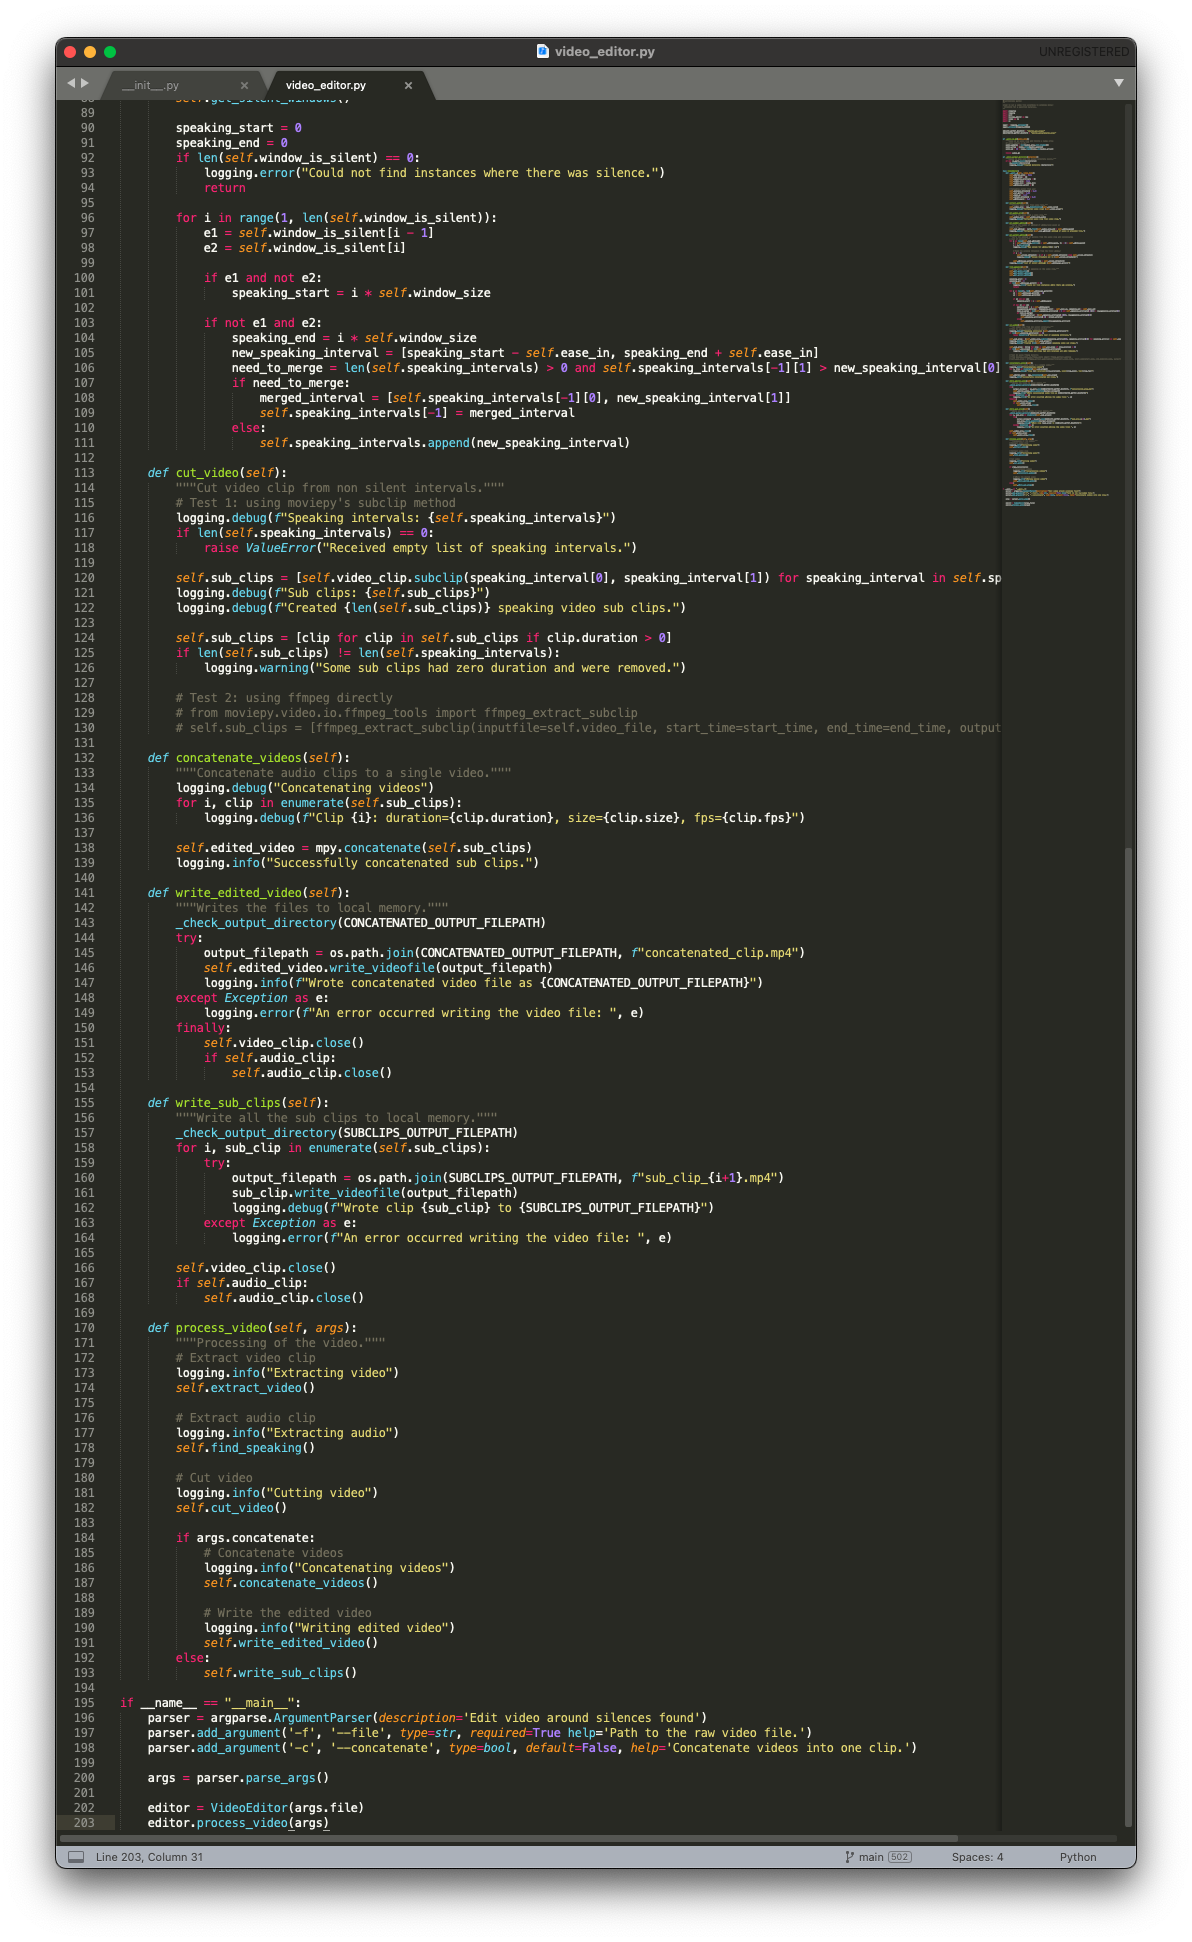 video_editor.py
UNREGISTERED
__init__.py
video_editor.py
88 self.get_silent_windows()
89
90 speaking_start = 0
91 speaking_end = 0
92 if len(self.window_is_silent) == 0:
93 logging.error("Could not find instances where there was silence.")
94 return
95
96 for i in range(1, len(self.window_is_silent)):
97 e1 = self.window_is_silent[i - 1]
98 e2 = self.window_is_silent[i]
99
100 if e1 and not e2:
101 speaking_start = i * self.window_size
102
103 if not e1 and e2:
104 speaking_end = i * self.window_size
105 new_speaking_interval = [speaking_start - self.ease_in, speaking_end + self.ease_in]
106 need_to_merge = len(self.speaking_intervals) > 0 and self.speaking_intervals[-1][1] > new_speaking_interval[0]
107 if need_to_merge:
108 merged_interval = [self.speaking_intervals[-1][0], new_speaking_interval[1]]
109 self.speaking_intervals[-1] = merged_interval
110 else:
111 self.speaking_intervals.append(new_speaking_interval)
112
113 def cut_video(self):
114 """Cut video clip from non silent intervals."""
115 # Test 1: using moviepy's subclip method
116 logging.debug(f"Speaking intervals: {self.speaking_intervals}")
117 if len(self.speaking_intervals) == 0:
118 raise ValueError("Received empty list of speaking intervals.")
119
120 self.sub_clips = [self.video_clip.subclip(speaking_interval[0], speaking_interval[1]) for speaking_interval in self.sp
121 logging.debug(f"Sub clips: {self.sub_clips}")
122 logging.debug(f"Created {len(self.sub_clips)} speaking video sub clips.")
123
124 self.sub_clips = [clip for clip in self.sub_clips if clip.duration > 0]
125 if len(self.sub_clips) != len(self.speaking_intervals):
126 logging.warning("Some sub clips had zero duration and were removed.")
127
128 # Test 2: using ffmpeg directly
129 # from moviepy.video.io.ffmpeg_tools import ffmpeg_extract_subclip
130 # self.sub_clips = [ffmpeg_extract_subclip(inputfile=self.video_file, start_time=start_time, end_time=end_time, output
131
132 def concatenate_videos(self):
133 """Concatenate audio clips to a single video."""
134 logging.debug("Concatenating videos")
135 for i, clip in enumerate(self.sub_clips):
136 logging.debug(f"Clip {i}: duration={clip.duration}, size={clip.size}, fps={clip.fps}")
137
138 self.edited_video = mpy.concatenate(self.sub_clips)
139 logging.info("Successfully concatenated sub clips.")
140
141 def write_edited_video(self):
142 """Writes the files to local memory."""
143 _check_output_directory(CONCATENATED_OUTPUT_FILEPATH)
144 try:
145 output_filepath = os.path.join(CONCATENATED_OUTPUT_FILEPATH, f"concatenated_clip.mp4")
146 self.edited_video.write_videofile(output_filepath)
147 logging.info(f"Wrote concatenated video file as {CONCATENATED_OUTPUT_FILEPATH}")
148 except Exception as e:
149 logging.error(f"An error occurred writing the video file: ", e)
150 finally:
151 self.video_clip.close()
152 if self.audio_clip:
153 self.audio_clip.close()
154
155 def write_sub_clips(self):
156 """Write all the sub clips to local memory."""
157 _check_output_directory(SUBCLIPS_OUTPUT_FILEPATH)
158 for i, sub_clip in enumerate(self.sub_clips):
159 try:
160 output_filepath = os.path.join(SUBCLIPS_OUTPUT_FILEPATH, f"sub_clip_{i+1}.mp4")
161 sub_clip.write_videofile(output_filepath)
162 logging.debug(f"Wrote clip {sub_clip} to {SUBCLIPS_OUTPUT_FILEPATH}")
163 except Exception as e:
164 logging.error(f"An error occurred writing the video file: ", e)
165
166 self.video_clip.close()
167 if self.audio_clip:
168 self.audio_clip.close()
169
170 def process_video(self, args):
171 """Processing of the video."""
172 # Extract video clip
173 logging.info("Extracting video")
174 self.extract_video()
175
176 # Extract audio clip
177 logging.info("Extracting audio")
178 self.find_speaking()
179
180 # Cut video
181 logging.info("Cutting video")
182 self.cut_video()
183
184 if args.concatenate:
185 # Concatenate videos
186 logging.info("Concatenating videos")
187 self.concatenate_videos()
188
189 # Write the edited video
190 logging.info("Writing edited video")
191 self.write_edited_video()
192 else:
193 self.write_sub_clips()
194
195 if __name__ == "__main__":
196 parser = argparse.ArgumentParser(description='Edit video around silences found')
197 parser.add_argument('-f', '--file', type=str, required=True help='Path to the raw video file.')
198 parser.add_argument('-c', '--concatenate', type=bool, default=False, help='Concatenate videos into one clip.')
199
200 args = parser.parse_args()
201
202 editor = VideoEditor(args.file)
203 editor.process_video(args)
Line 203, Column 31
main 502
Spaces: 4
Python